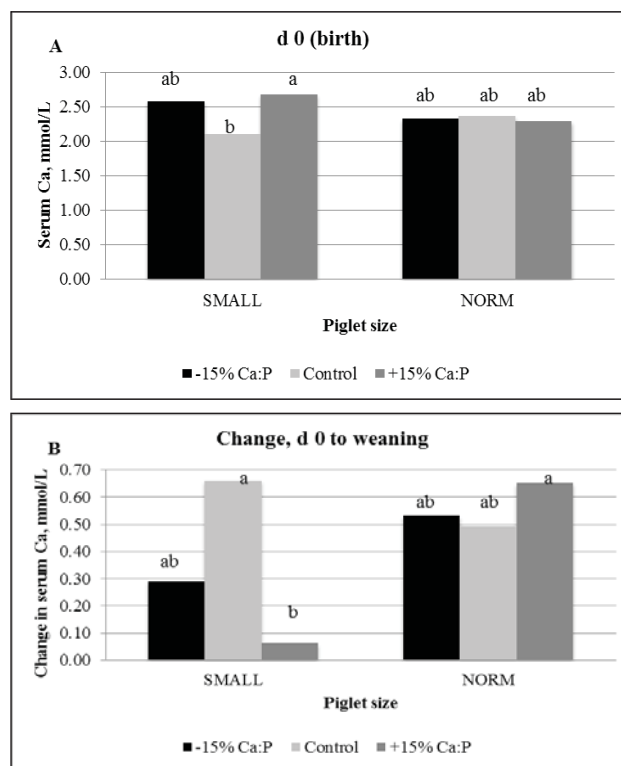 A
d 0 (birth)
Serum Ca, mmol/L
3.00
2.50
2.00
1.50
1.00
0.50
0.00
ab
b
a
ab
ab
ab
SMALL
NORM
Piglet size
-15% Ca:P
Control
+15% Ca:P
B
Change, d 0 to weaning
Change in serum Ca, mmol/L
0.70
0.60
0.50
0.40
0.30
0.20
0.10
0.00
ab
a
b
ab
ab
a
SMALL
NORM
Piglet size
-15% Ca:P
Control
+15% Ca:P